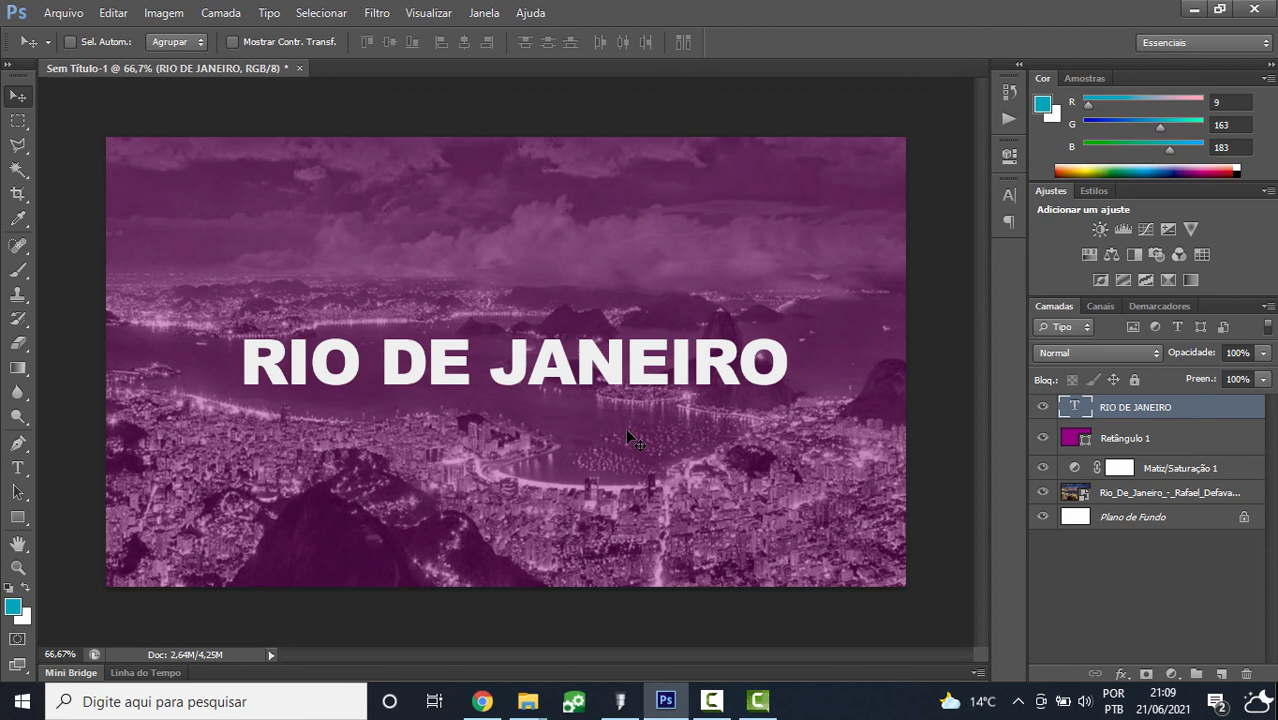 Ps Arquivo Editar Imagem Camada Tipo Selecionar Filtro Visualizar Janela Ajuda
Sel. Autom.: Agrupar Mostrar Contr. Transf. Essenciais
Sem Título-1 @ 66,7% (RIO DE JANEIRO, RGB/8) * ×
Cor Amostras
R 9
G 163
B 183
Ajustes Estilos
Adicionar um ajuste
Camadas Canais Demarcadores
Tipo
Normal Opacidade: 100%
Bloq.: Preen.: 100%
T RIO DE JANEIRO
Retângulo 1
Matiz/Saturação 1
Rio_De_Janeiro_-_Rafael_Defava...
Plano de Fundo
RIO DE JANEIRO
66,67% Doc: 2,64M/4,25M
Mini Bridge Linha do Tempo
Digite aqui para pesquisar
Ps
14°C
POR
PTB
21:09
21/06/2021
2